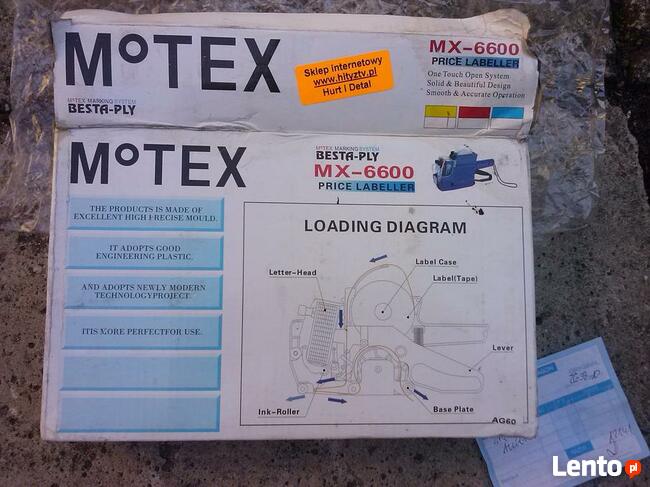 MOTEX
Sklep internetowy
www.hityztv.pl
Hurt i Detal
MX-6600
PRICE LABELLER
One Touch Open System
Solid & Beautiful Design
Smooth & Accurate Operation
MOTEX MARKING SYSTEM
BESTA-PLY
MOTEX
MOTEX MARKING SYSTEM
BESTA-PLY
MX-6600
PRICE LABELLER
THE PRODUCTS IS MADE OF
EXCELLENT HIGH PRECISE MOULD.
IT ADOPTS GOOD
ENGINEERING PLASTIC.
AND ADOPTS NEWLY MODERN
TECHNOLOGYPROJECT.
ITIS MORE PERFECTFOR USE.
LOADING DIAGRAM
Letter-Head
Label Case
Label(Tape)
Lever
Ink-Roller
Base Plate
AG60
Lento.pl